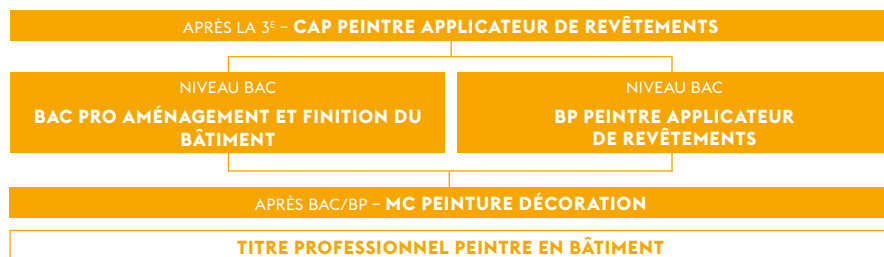 APRÈS LA 3E – CAP PEINTRE APPLICATEUR DE REVÊTEMENTS
NIVEAU BAC
BAC PRO AMÉNAGEMENT ET FINITION DU
BÂTIMENT
NIVEAU BAC
BP PEINTRE APPLICATEUR
DE REVÊTEMENTS
APRÈS BAC/BP – MC PEINTURE DÉCORATION
TITRE PROFESSIONNEL PEINTRE EN BÂTIMENT